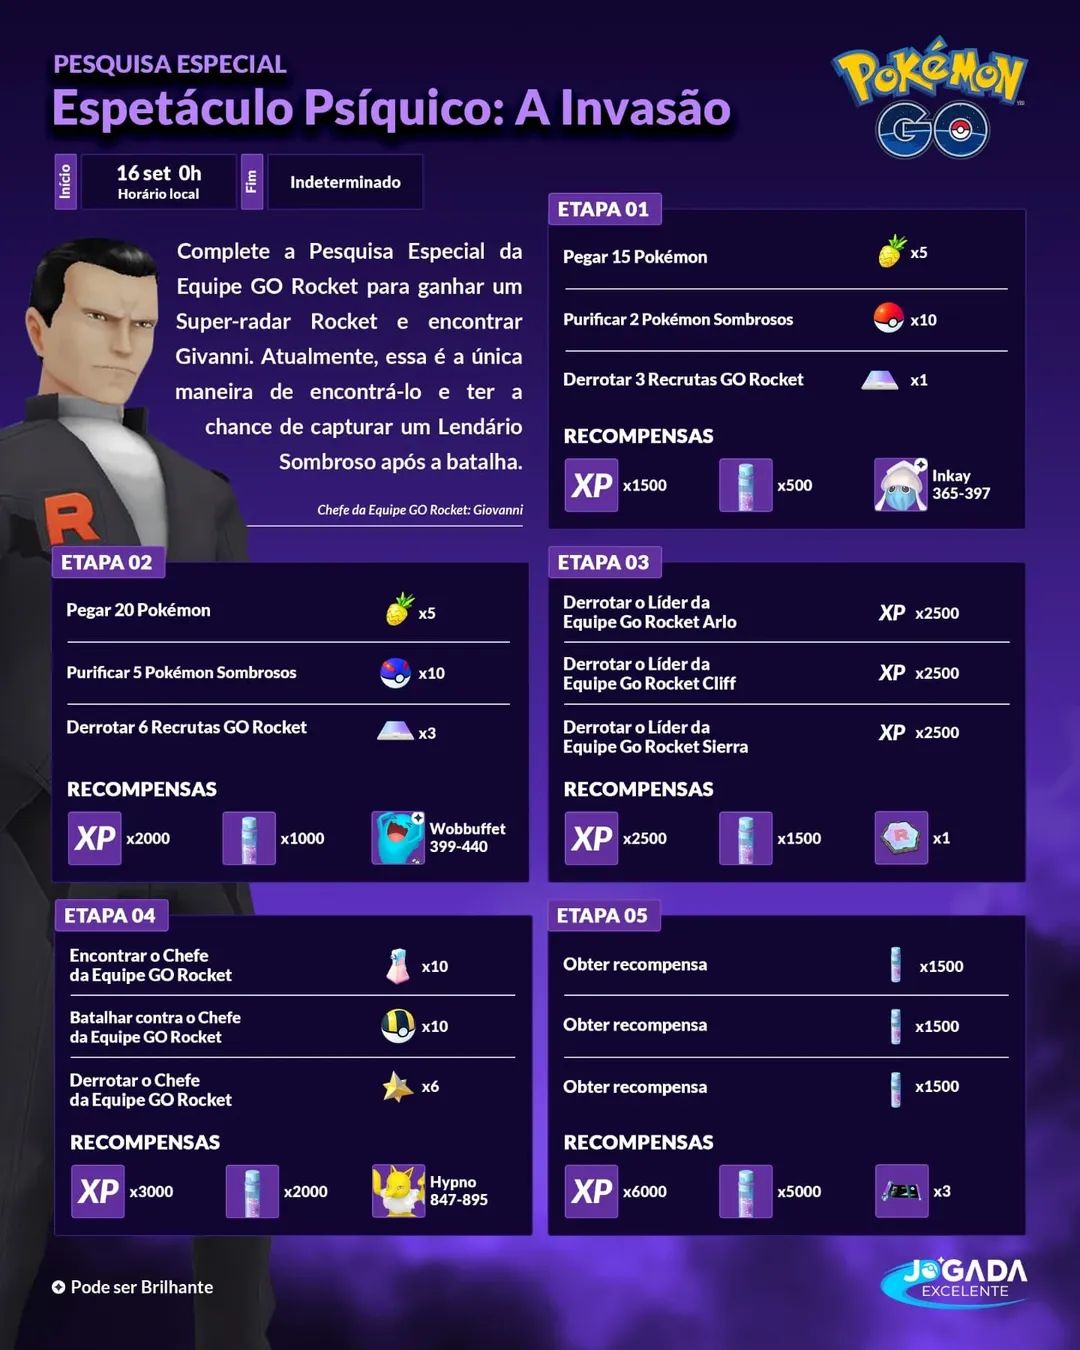 PESQUISA ESPECIAL
Espetáculo Psíquico: A Invasão
POKéMON
GO
Início
16 set 0h
Horário local
Fim
Indeterminado
Complete a Pesquisa Especial da
Equipe GO Rocket para ganhar um
Super-radar Rocket e encontrar
Givanni. Atualmente, essa é a única
maneira de encontrá-lo e ter a
chance de capturar um Lendário
Sombroso após a batalha.
Chefe da Equipe GO Rocket: Giovanni
R
ETAPA 01
Pegar 15 Pokémon x5
Purificar 2 Pokémon Sombrosos x10
Derrotar 3 Recrutas GO Rocket x1
RECOMPENSAS
XP x1500 x500 Inkay
365-397
ETAPA 02
Pegar 20 Pokémon x5
Purificar 5 Pokémon Sombrosos x10
Derrotar 6 Recrutas GO Rocket x3
RECOMPENSAS
XP x2000 x1000 Wobbuffet
399-440
ETAPA 03
Derrotar o Líder da
Equipe Go Rocket Arlo XP x2500
Derrotar o Líder da
Equipe Go Rocket Cliff XP x2500
Derrotar o Líder da
Equipe Go Rocket Sierra XP x2500
RECOMPENSAS
XP x2500 x1500 R x1
ETAPA 04
Encontrar o Chefe
da Equipe GO Rocket x10
Batalhar contra o Chefe
da Equipe GO Rocket x10
Derrotar o Chefe
da Equipe GO Rocket x6
RECOMPENSAS
XP x3000 x2000 Hypno
847-895
ETAPA 05
Obter recompensa x1500
Obter recompensa x1500
Obter recompensa x1500
RECOMPENSAS
XP x6000 x5000 x3
Pode ser Brilhante
JOGADA
EXCELENTE